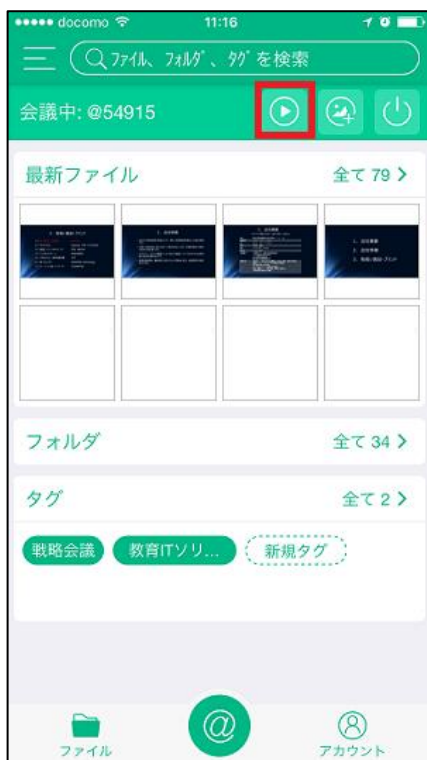 docomo 11:16
ファイル、フォルダ、タグを検索
会議中: @54915
最新ファイル 全て 79
フォルダ 全て 34
タグ 全て 2
戦略会議 教育ITソリ... 新規タグ
@
ファイル アカウント